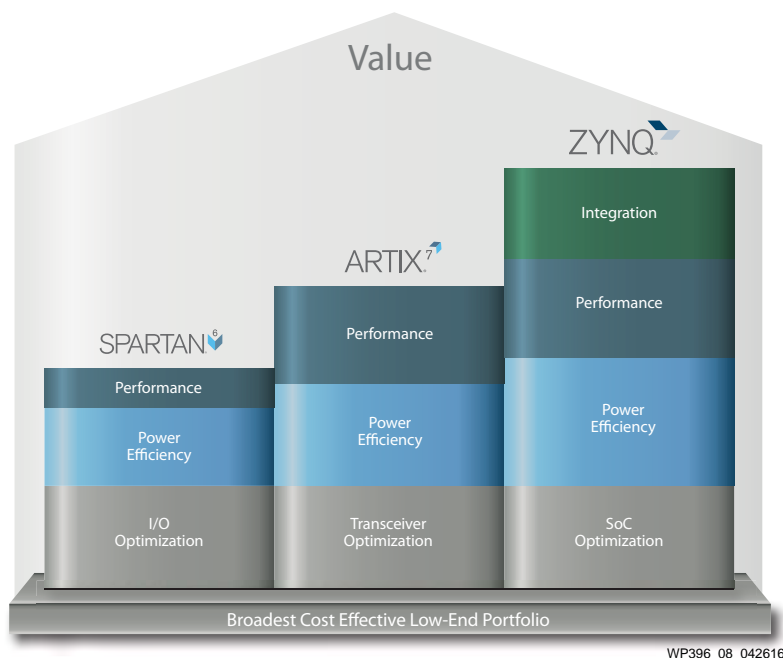 Value
ZYNQ
Integration
ARTIX 7
Performance
Performance
SPARTAN 6
Performance
Power
Efficiency
Power
Efficiency
Power
Efficiency
I/O
Optimization
Transceiver
Optimization
SoC
Optimization
Broadest Cost Effective Low-End Portfolio
WP396_08_042616